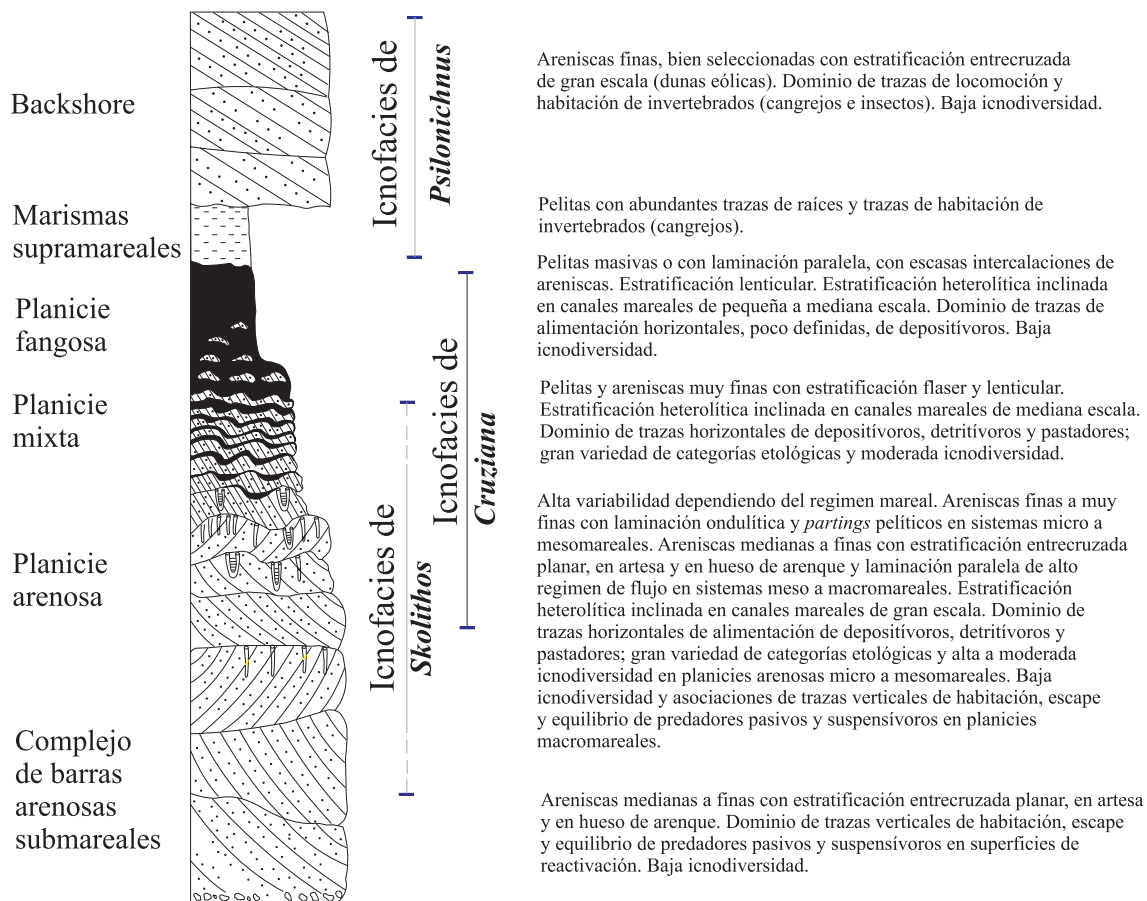 Backshore
Icnofacies de
Psilonichnus
Areniscas finas, bien seleccionadas con estratificación entrecruzada
de gran escala (dunas eólicas). Dominio de trazas de locomoción y
habitación de invertebrados (cangrejos e insectos). Baja icnodiversidad.
Marismas
supramareales
Pelitas con abundantes trazas de raíces y trazas de habitación de
invertebrados (cangrejos).
Planicie
fangosa
Pelitas masivas o con laminación paralela, con escasas intercalaciones de
areniscas. Estratificación lenticular. Estratificación heterolítica inclinada
en canales mareales de pequeña a mediana escala. Dominio de trazas de
alimentación horizontales, poco definidas, de depositívoros. Baja
icnodiversidad.
Icnofacies de
Cruziana
Planicie
mixta
Pelitas y areniscas muy finas con estratificación flaser y lenticular.
Estratificación heterolítica inclinada en canales mareales de mediana escala.
Dominio de trazas horizontales de depositívoros, detritívoros y pastadores;
gran variedad de categorías etológicas y moderada icnodiversidad.
Icnofacies de
Skolithos
Planicie
arenosa
Alta variabilidad dependiendo del regimen mareal. Areniscas finas a muy
finas con laminación ondulítica y partings pelíticos en sistemas micro a
mesomareales. Areniscas medianas a finas con estratificación entrecruzada
planar, en artesa y en hueso de arenque y laminación paralela de alto
regimen de flujo en sistemas meso a macromareales. Estratificación
heterolítica inclinada en canales mareales de gran escala. Dominio de
trazas horizontales de alimentación de depositívoros, detritívoros y
pastadores; gran variedad de categorías etológicas y alta a moderada
icnodiversidad en planicies arenosas micro a mesomareales. Baja
icnodiversidad y asociaciones de trazas verticales de habitación, escape
y equilibrio de predadores pasivos y suspensívoros en planicies
macromareales.
Complejo
de barras
arenosas
submareales
Areniscas medianas a finas con estratificación entrecruzada planar, en artesa
y en hueso de arenque. Dominio de trazas verticales de habitación, escape
y equilibrio de predadores pasivos y suspensívoros en superficies de
reactivación. Baja icnodiversidad.